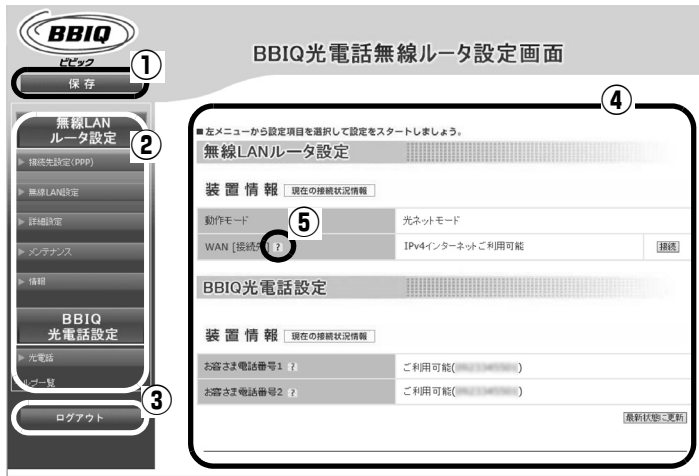 BBIQ
ビビック
BBIQ光電話無線ルータ設定画面
①
保存
②
無線LAN
ルータ設定
接続先設定(PPP)
無線LAN設定
詳細設定
メンテナンス
情報
BBIQ
光電話設定
光電話
一覧
③
ログアウト
④
■左メニューから設定項目を選択して設定をスタートしましょう。
無線LANルータ設定
装置情報 現在の接続状況情報
動作モード 光ネットモード
⑤
WAN [接続先] ? IPv4インターネットご利用可能 接続
BBIQ光電話設定
装置情報 現在の接続状況情報
お客さま電話番号1 ? ご利用可能( )
お客さま電話番号2 ? ご利用可能( )
最新状態に更新